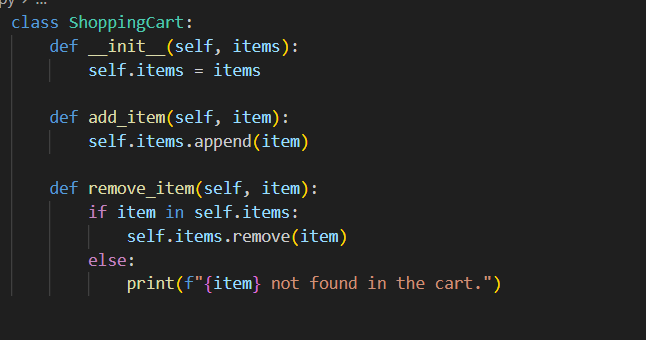 class ShoppingCart:
    def __init__(self, items):
        self.items = items

    def add_item(self, item):
        self.items.append(item)

    def remove_item(self, item):
        if item in self.items:
            self.items.remove(item)
        else:
            print(f"{item} not found in the cart.")